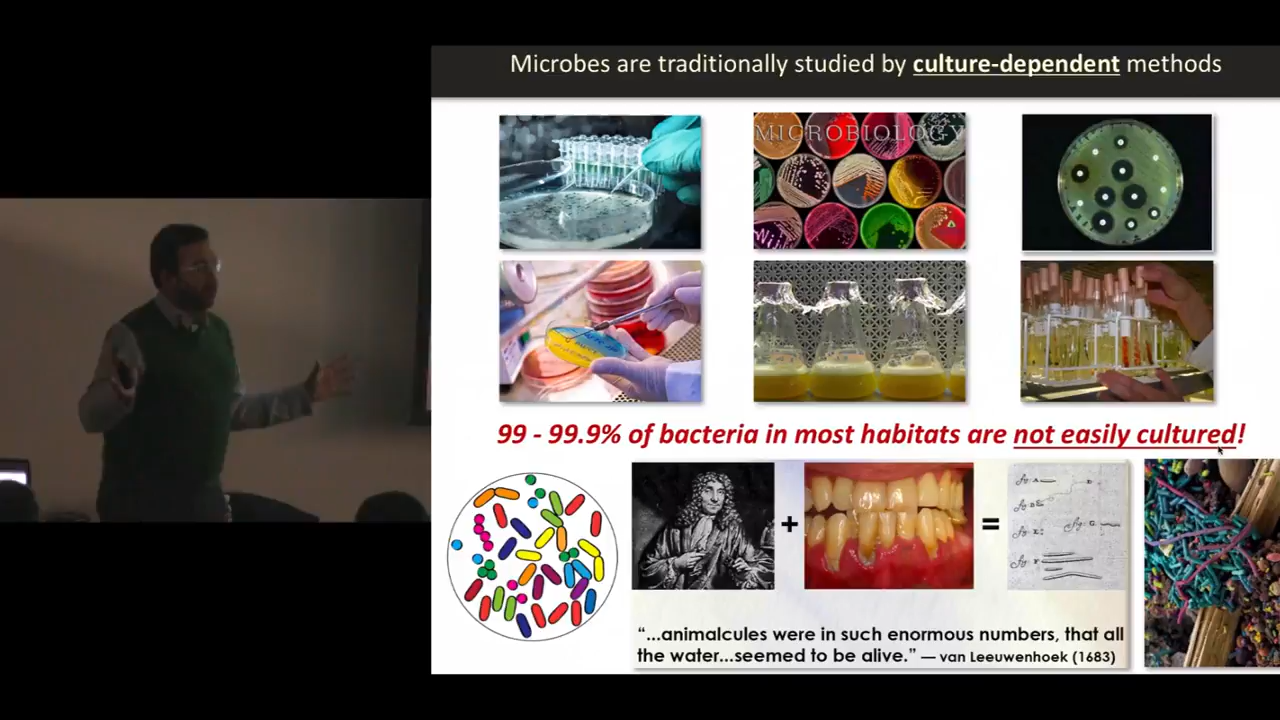 Microbes are traditionally studied by culture-dependent methods
MICROBIOLOGY
99 - 99.9% of bacteria in most habitats are not easily cultured!
+
=
“...animalcules were in such enormous numbers, that all
the water...seemed to be alive.” — van Leeuwenhoek (1683)